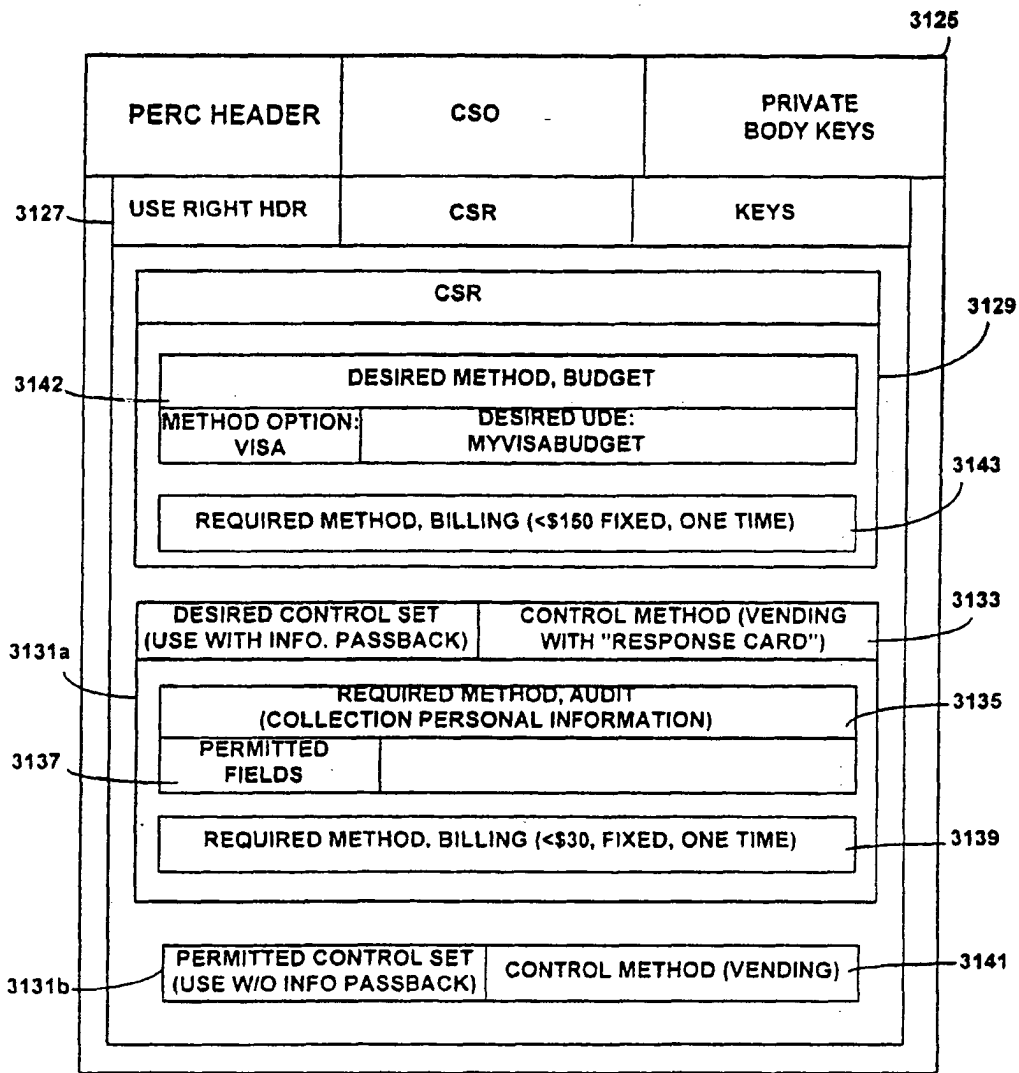 3125
PERC HEADER
CSO
PRIVATE
BODY KEYS
3127
USE RIGHT HDR
CSR
KEYS
CSR
3129
3142
DESIRED METHOD, BUDGET
METHOD OPTION:
VISA
DESIRED UDE:
MYVISABUDGET
3143
REQUIRED METHOD, BILLING (<$150 FIXED, ONE TIME)
3131a
DESIRED CONTROL SET
(USE WITH INFO. PASSBACK)
CONTROL METHOD (VENDING
WITH "RESPONSE CARD")
3133
REQUIRED METHOD, AUDIT
(COLLECTION PERSONAL INFORMATION)
3135
3137
PERMITTED
FIELDS
REQUIRED METHOD. BILLING (<$30, FIXED, ONE TIME)
3139
3131b
PERMITTED CONTROL SET
(USE W/O INFO PASSBACK)
CONTROL METHOD (VENDING)
3141